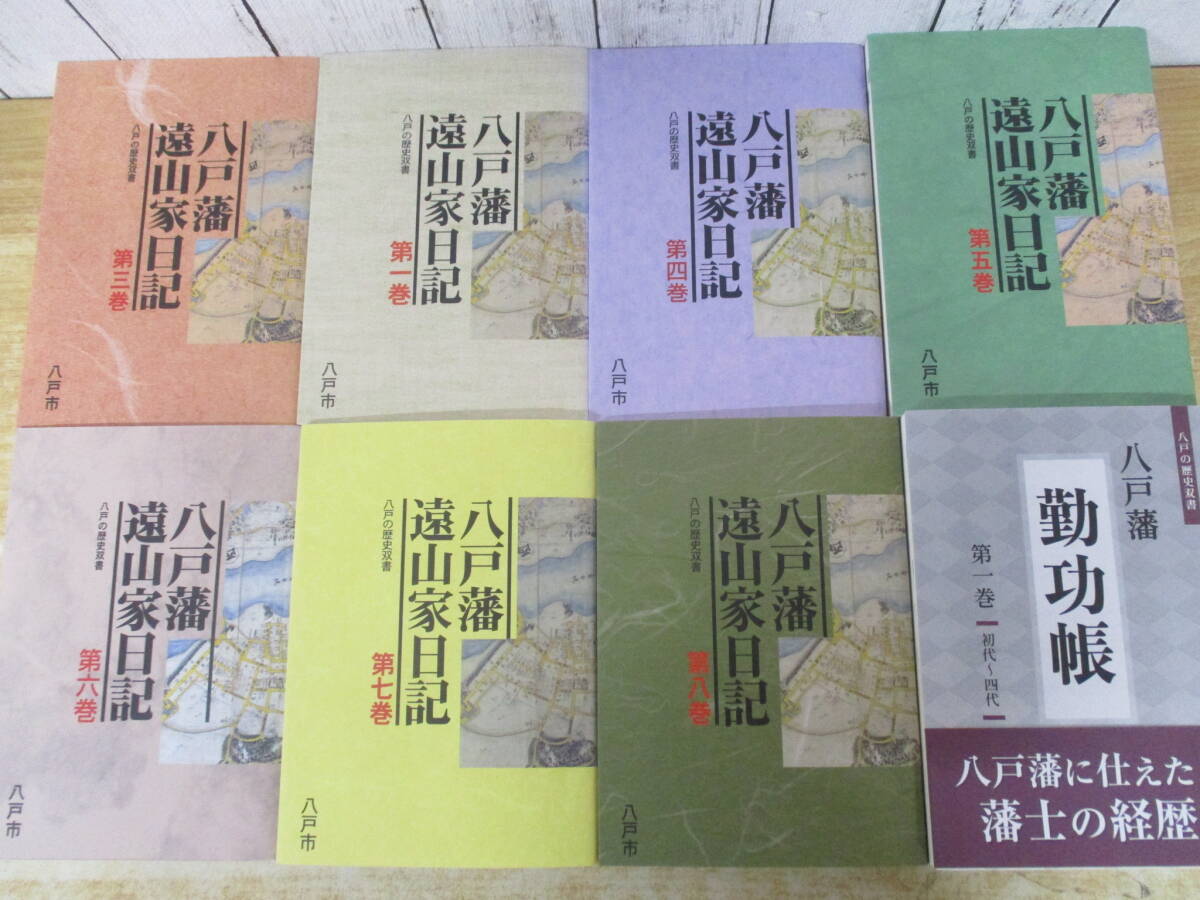 八戸藩
遠山家日記
八戸の歴史双書
第三巻
八戸市
八戸藩
遠山家日記
八戸の歴史双書
第一巻
八戸市
八戸藩
遠山家日記
八戸の歴史双書
第四巻
八戸市
八戸藩
遠山家日記
八戸の歴史双書
第五巻
八戸市
八戸藩
遠山家日記
八戸の歴史双書
第六巻
八戸市
八戸藩
遠山家日記
八戸の歴史双書
第七巻
八戸市
八戸藩
遠山家日記
八戸の歴史双書
第八巻
八戸市
八戸の歴史双書
八戸藩
勤功帳
第一巻
初代～四代
八戸藩に仕えた
藩士の経歴